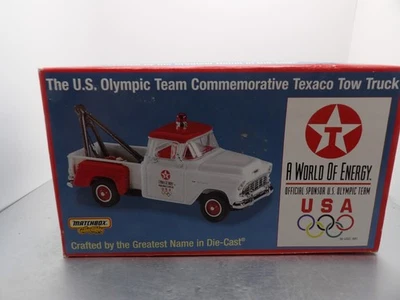 The U.S. Olympic Team Commemorative Texaco Tow Truck
T
A WORLD OF ENERGY.
OFFICIAL SPONSOR U.S. OLYMPIC TEAM
USA
MATCHBOX
Collectibles
Crafted by the Greatest Name in Die-Cast®